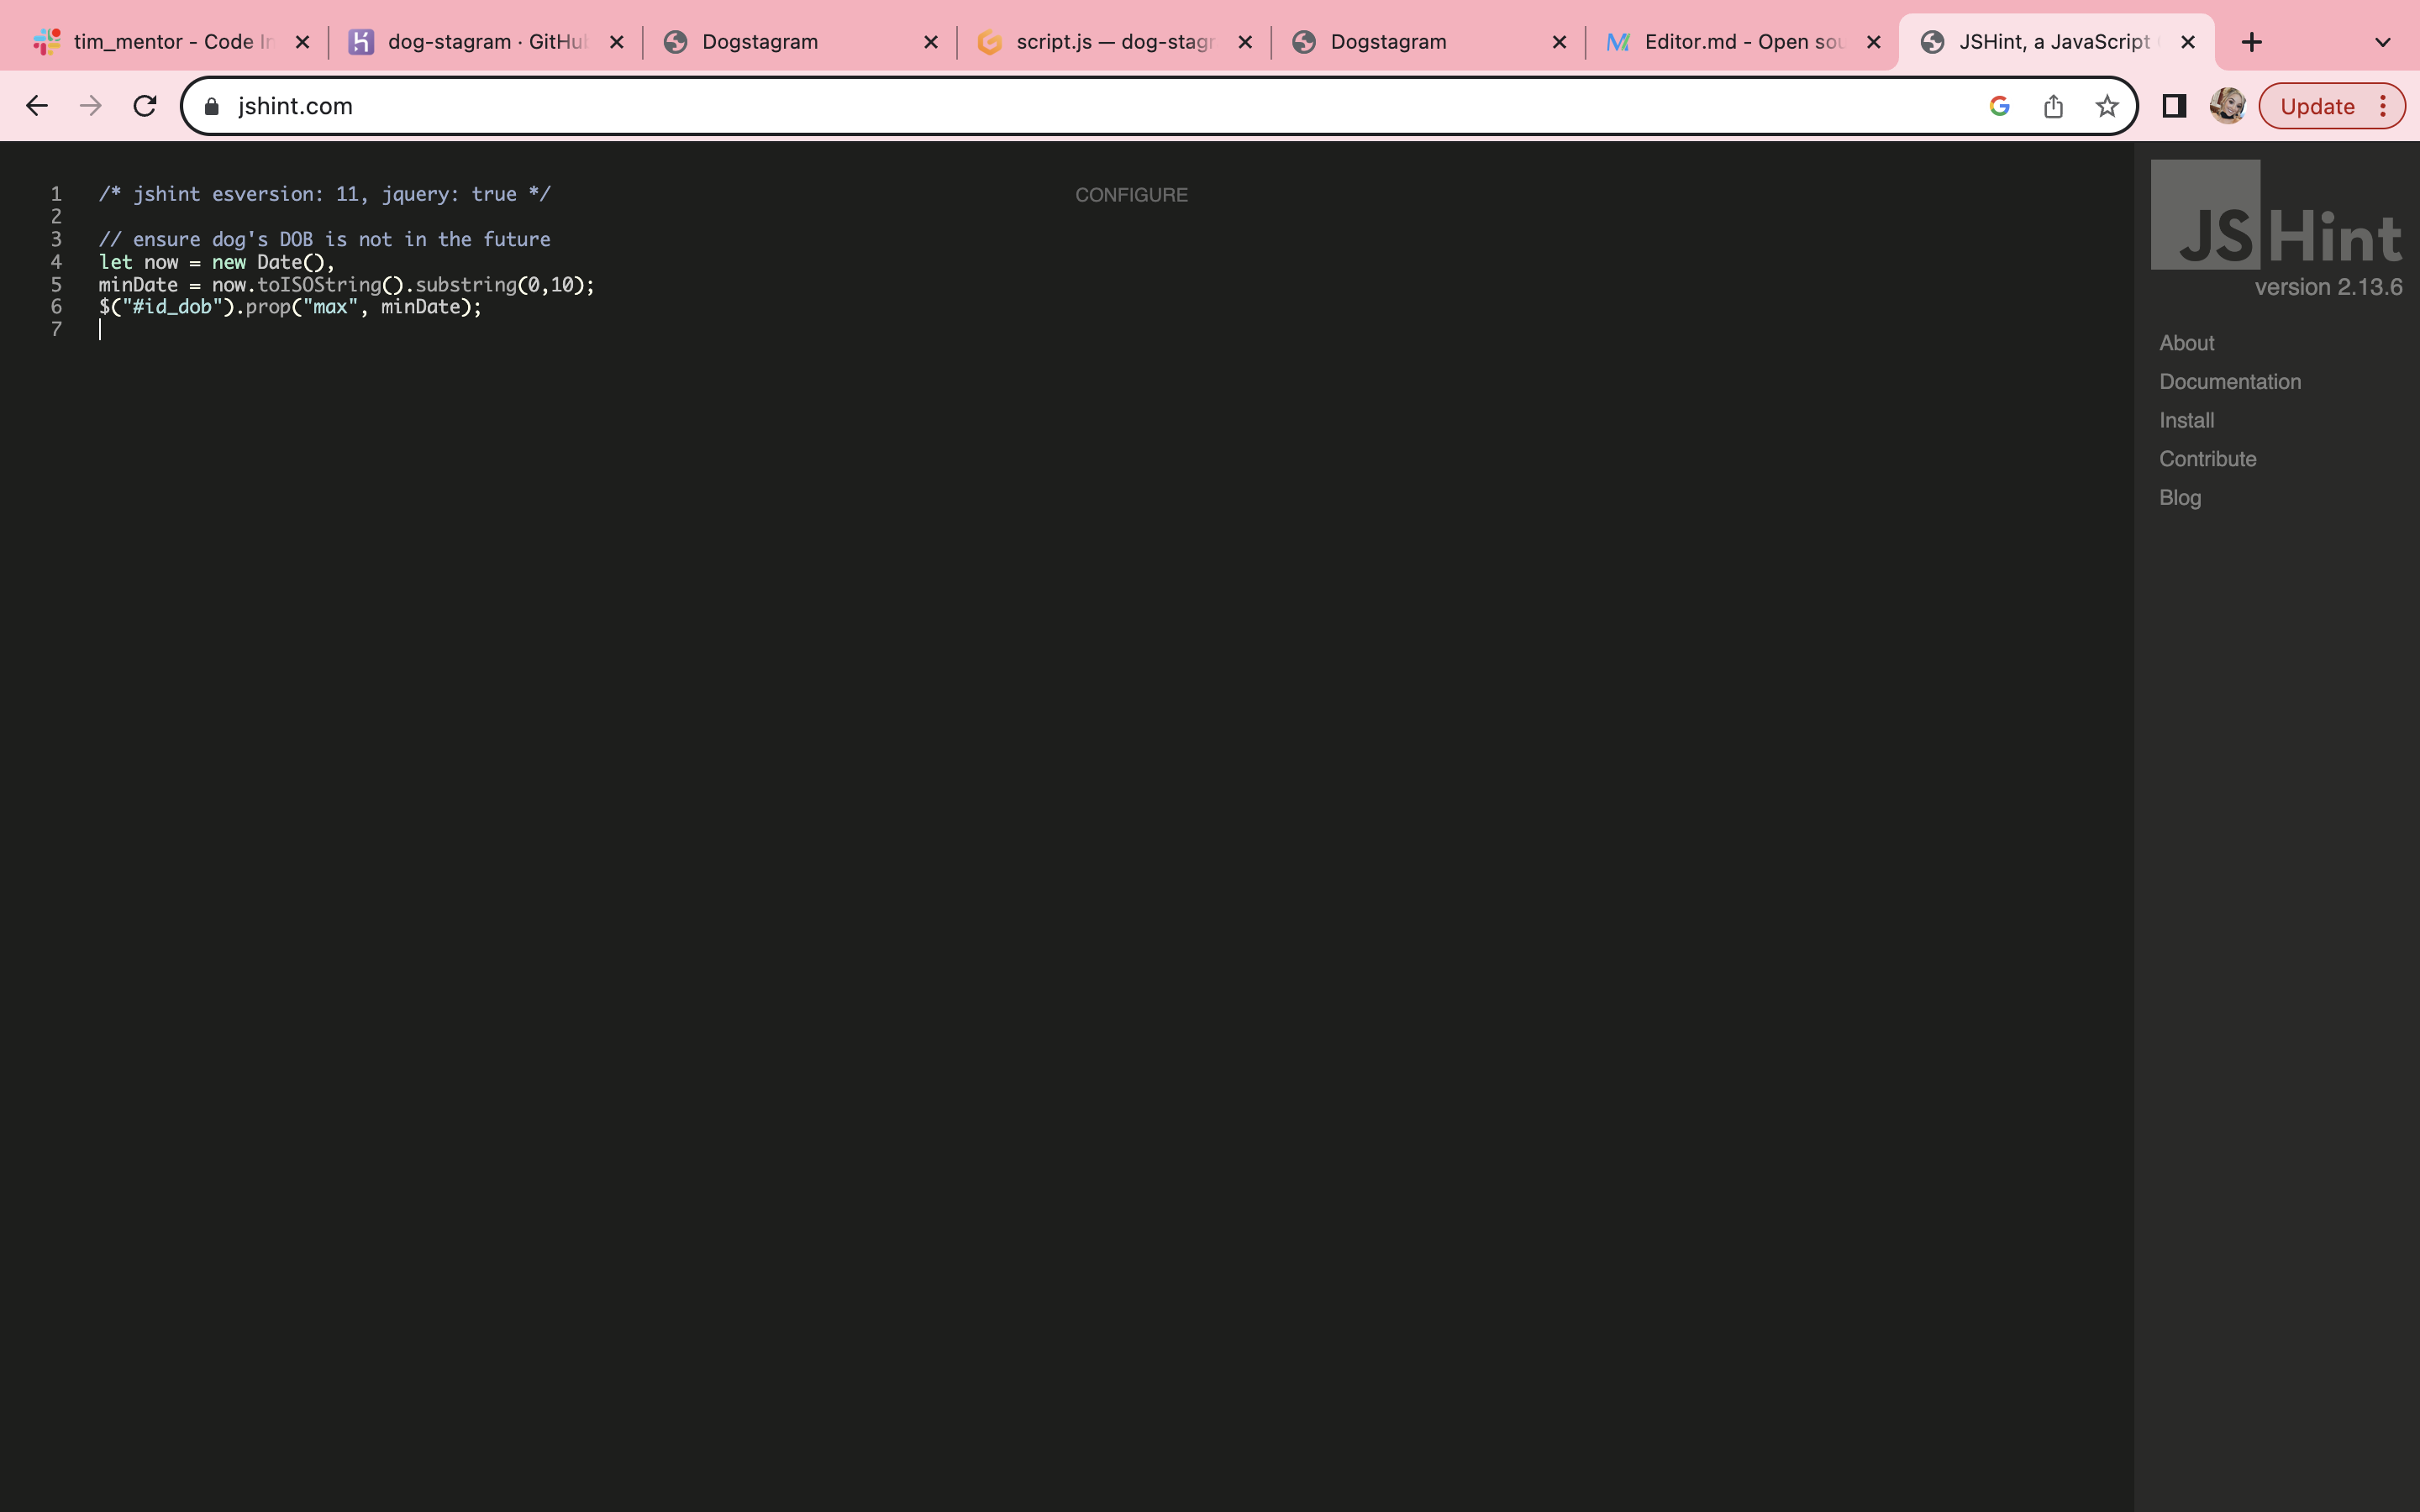 tim_mentor - Code In
dog-stagram · GitHub
Dogstagram
script.js — dog-stagr
Dogstagram
Editor.md - Open sou
JSHint, a JavaScript
jshint.com
Update
1 /* jshint esversion: 11, jquery: true */
2
3 // ensure dog's DOB is not in the future
4 let now = new Date(),
5 minDate = now.toISOString().substring(0,10);
6 $("#id_dob").prop("max", minDate);
7
CONFIGURE
JSHint
version 2.13.6
About
Documentation
Install
Contribute
Blog